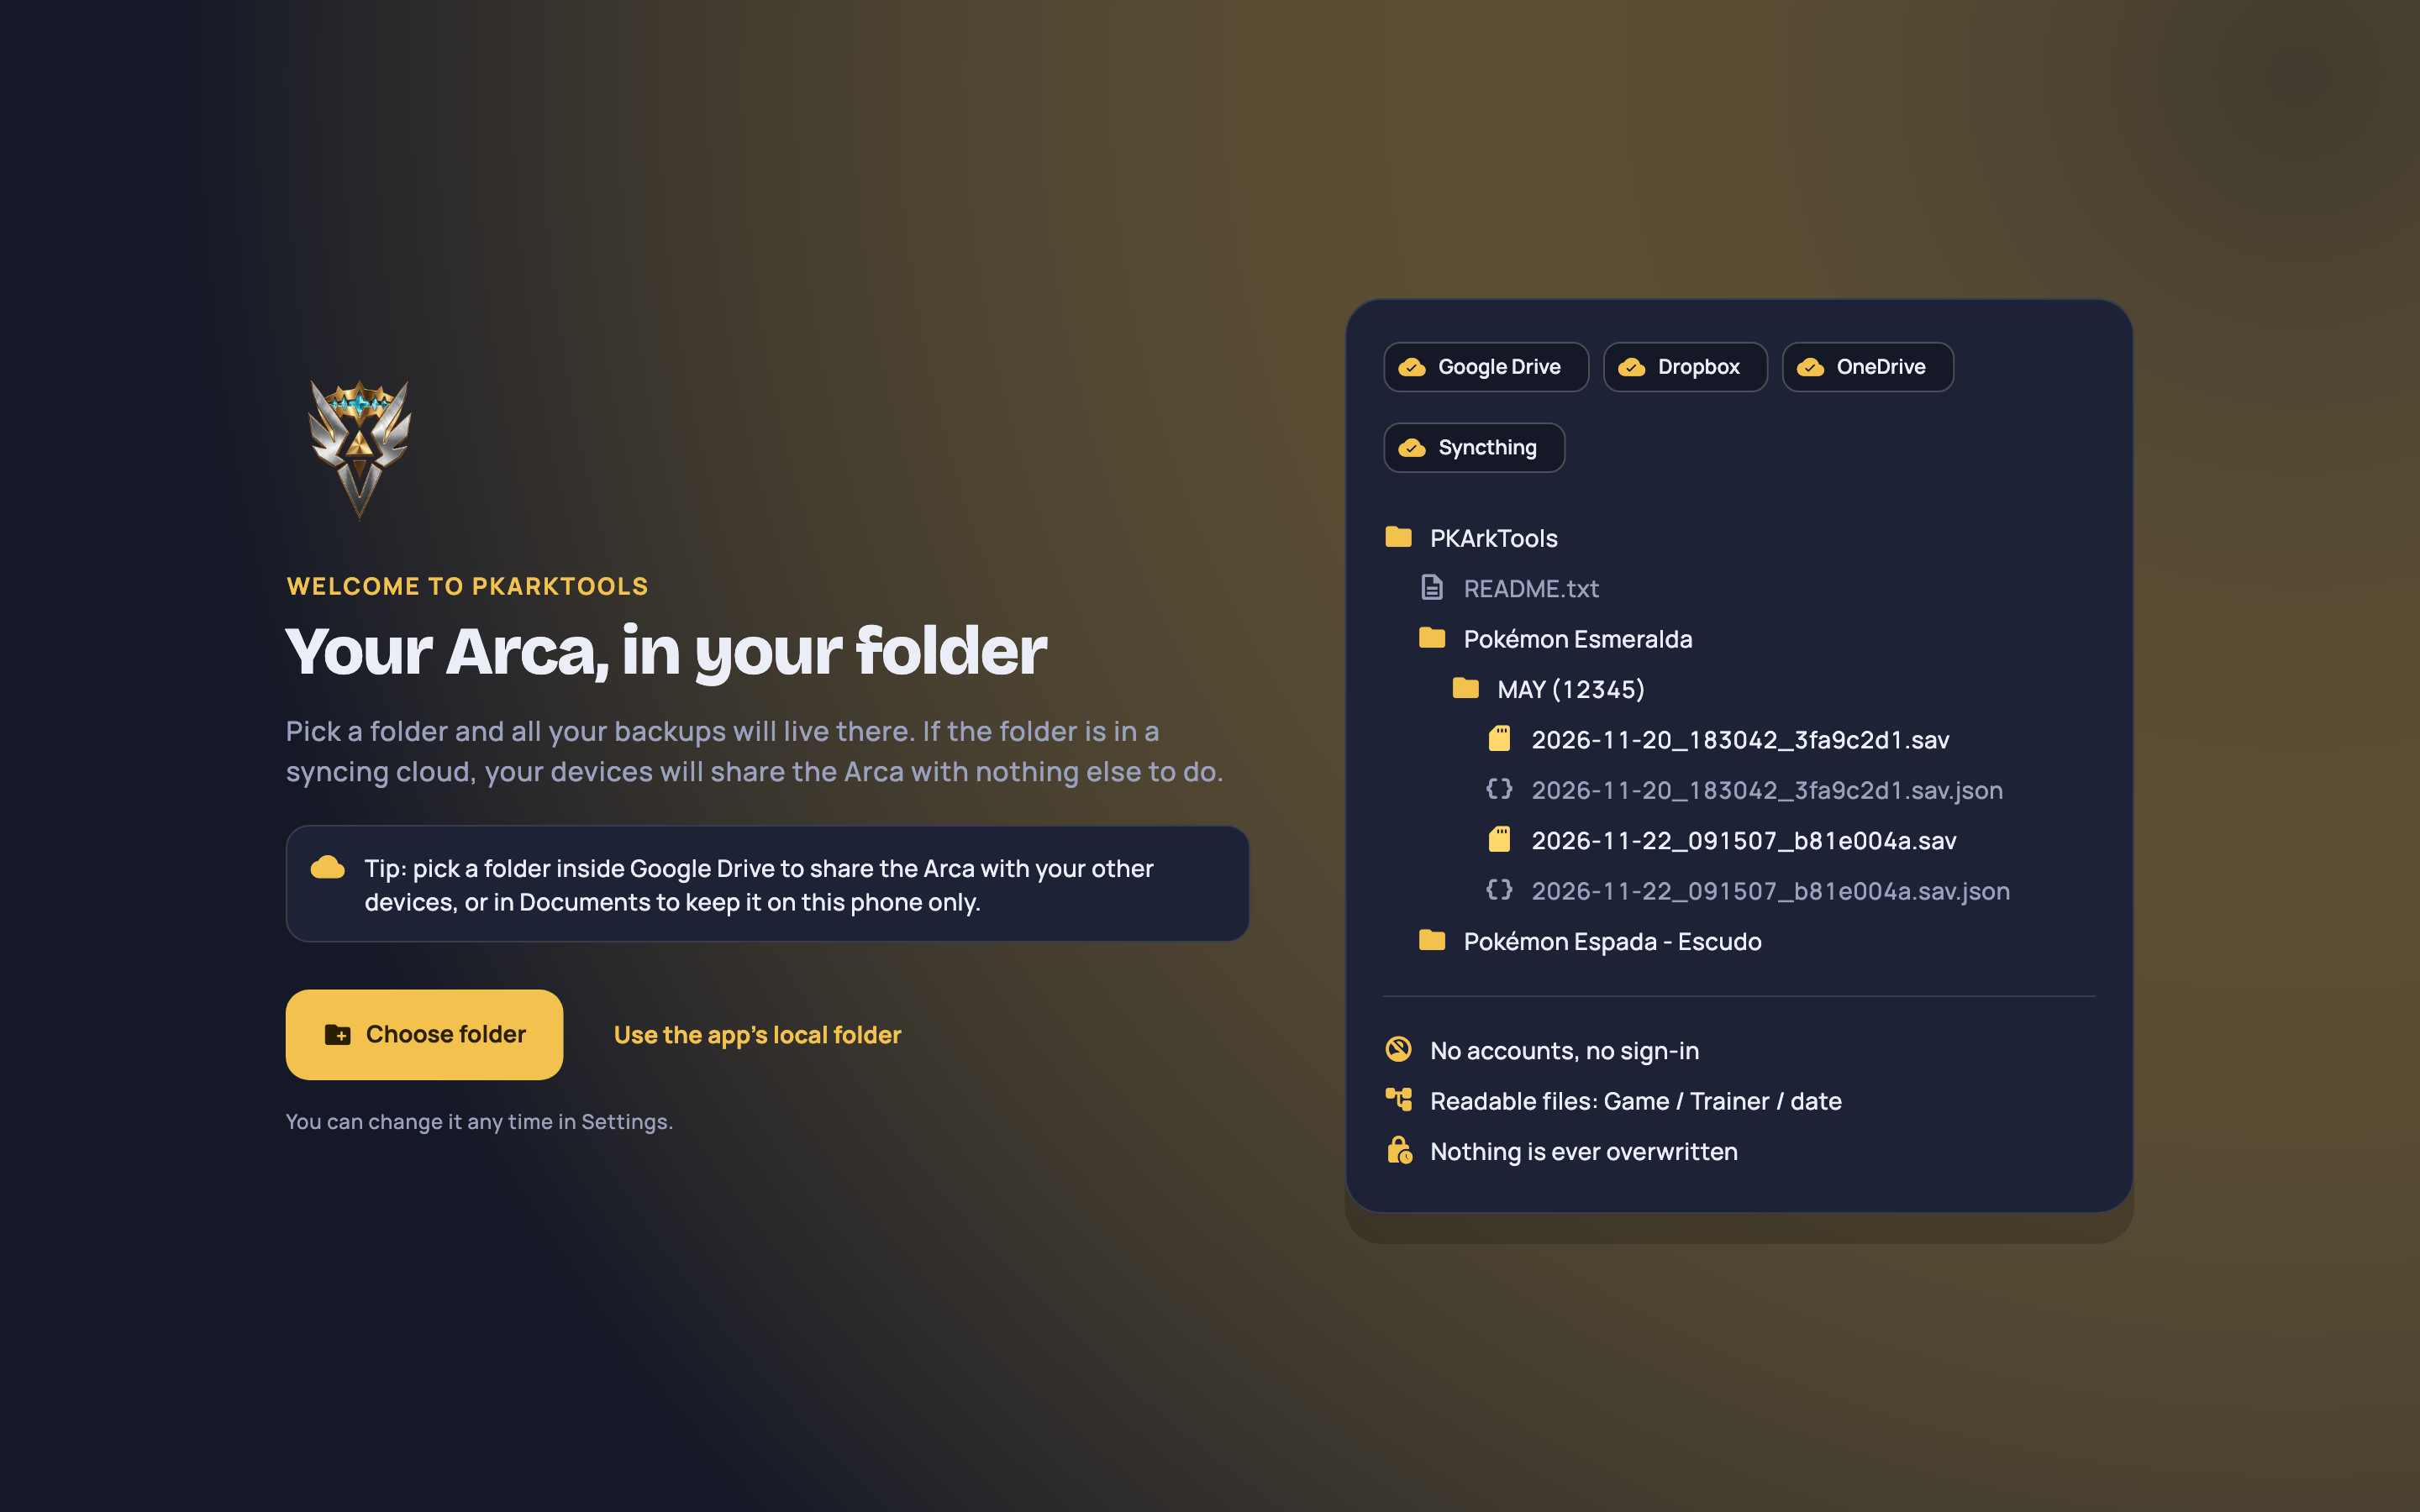 WELCOME TO PKARKTOOLS
Your Arca, in your folder
Pick a folder and all your backups will live there. If the folder is in a
syncing cloud, your devices will share the Arca with nothing else to do.
Tip: pick a folder inside Google Drive to share the Arca with your other
devices, or in Documents to keep it on this phone only.
Choose folder
Use the app's local folder
You can change it any time in Settings.
Google Drive
Dropbox
OneDrive
Syncthing
PKArkTools
README.txt
Pokémon Esmeralda
MAY (12345)
2026-11-20_183042_3fa9c2d1.sav
2026-11-20_183042_3fa9c2d1.sav.json
2026-11-22_091507_b81e004a.sav
2026-11-22_091507_b81e004a.sav.json
Pokémon Espada - Escudo
No accounts, no sign-in
Readable files: Game / Trainer / date
Nothing is ever overwritten